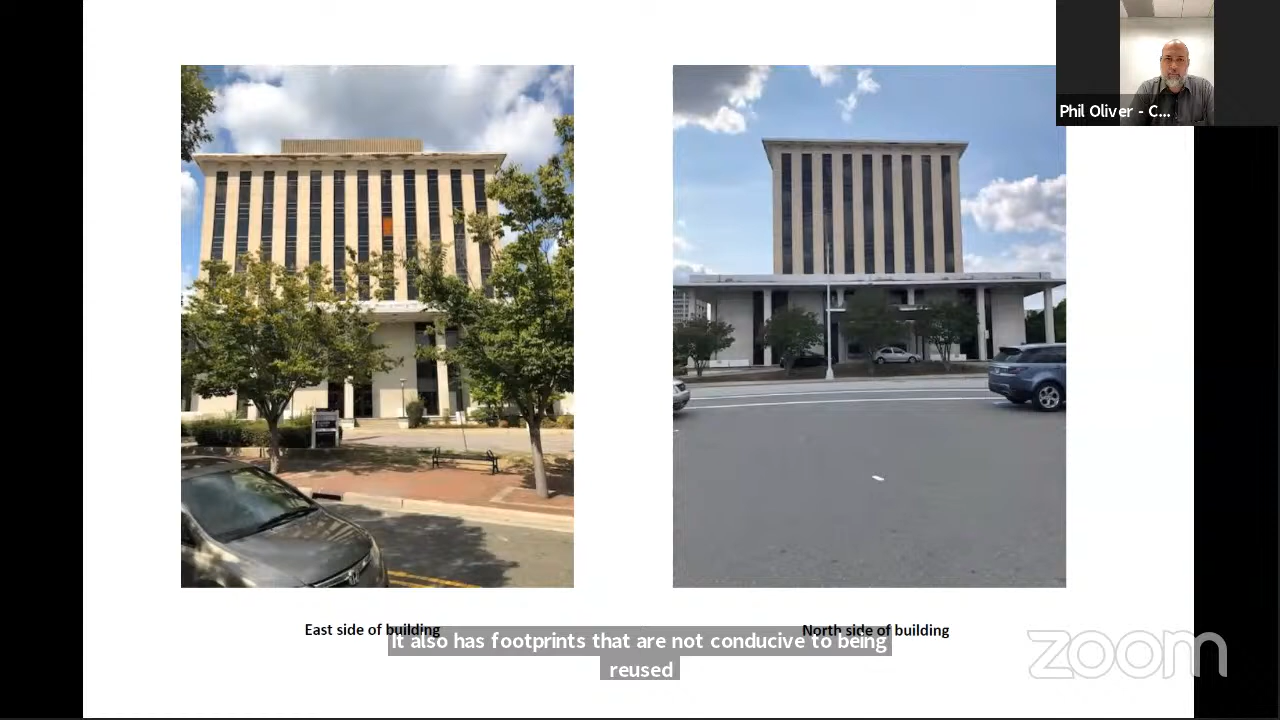 Phil Oliver - C...
East side of building
North side of building
It also has footprints that are not conducive to being
reused
zoom